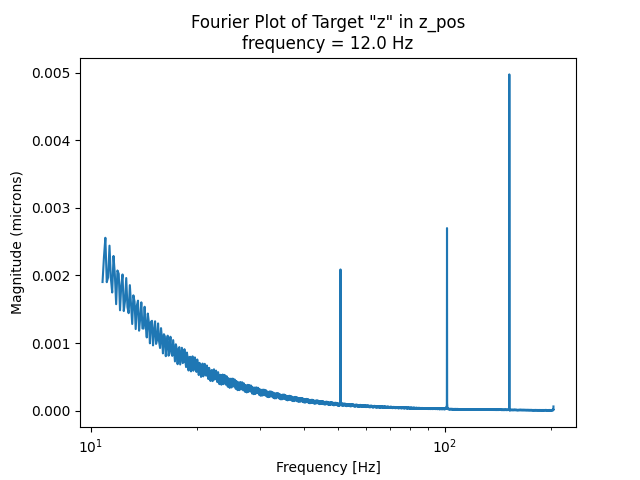 Fourier Plot of Target "z" in z_pos
frequency = 12.0 Hz
0.005
0.004
0.003
0.002
0.001
0.000
Magnitude (microns)
10¹
10²
Frequency [Hz]